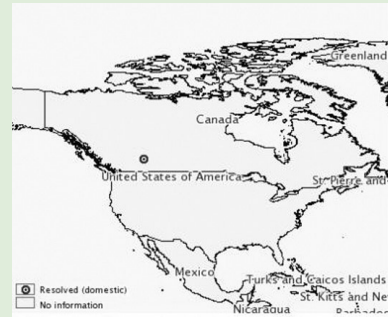 Greenland
Canada
United States of America
St. Pierre and
Mexico
Turks and Caicos Islands
St. Kitts and Ne
Nicaragua
Barbados
Resolved (domestic)
No information